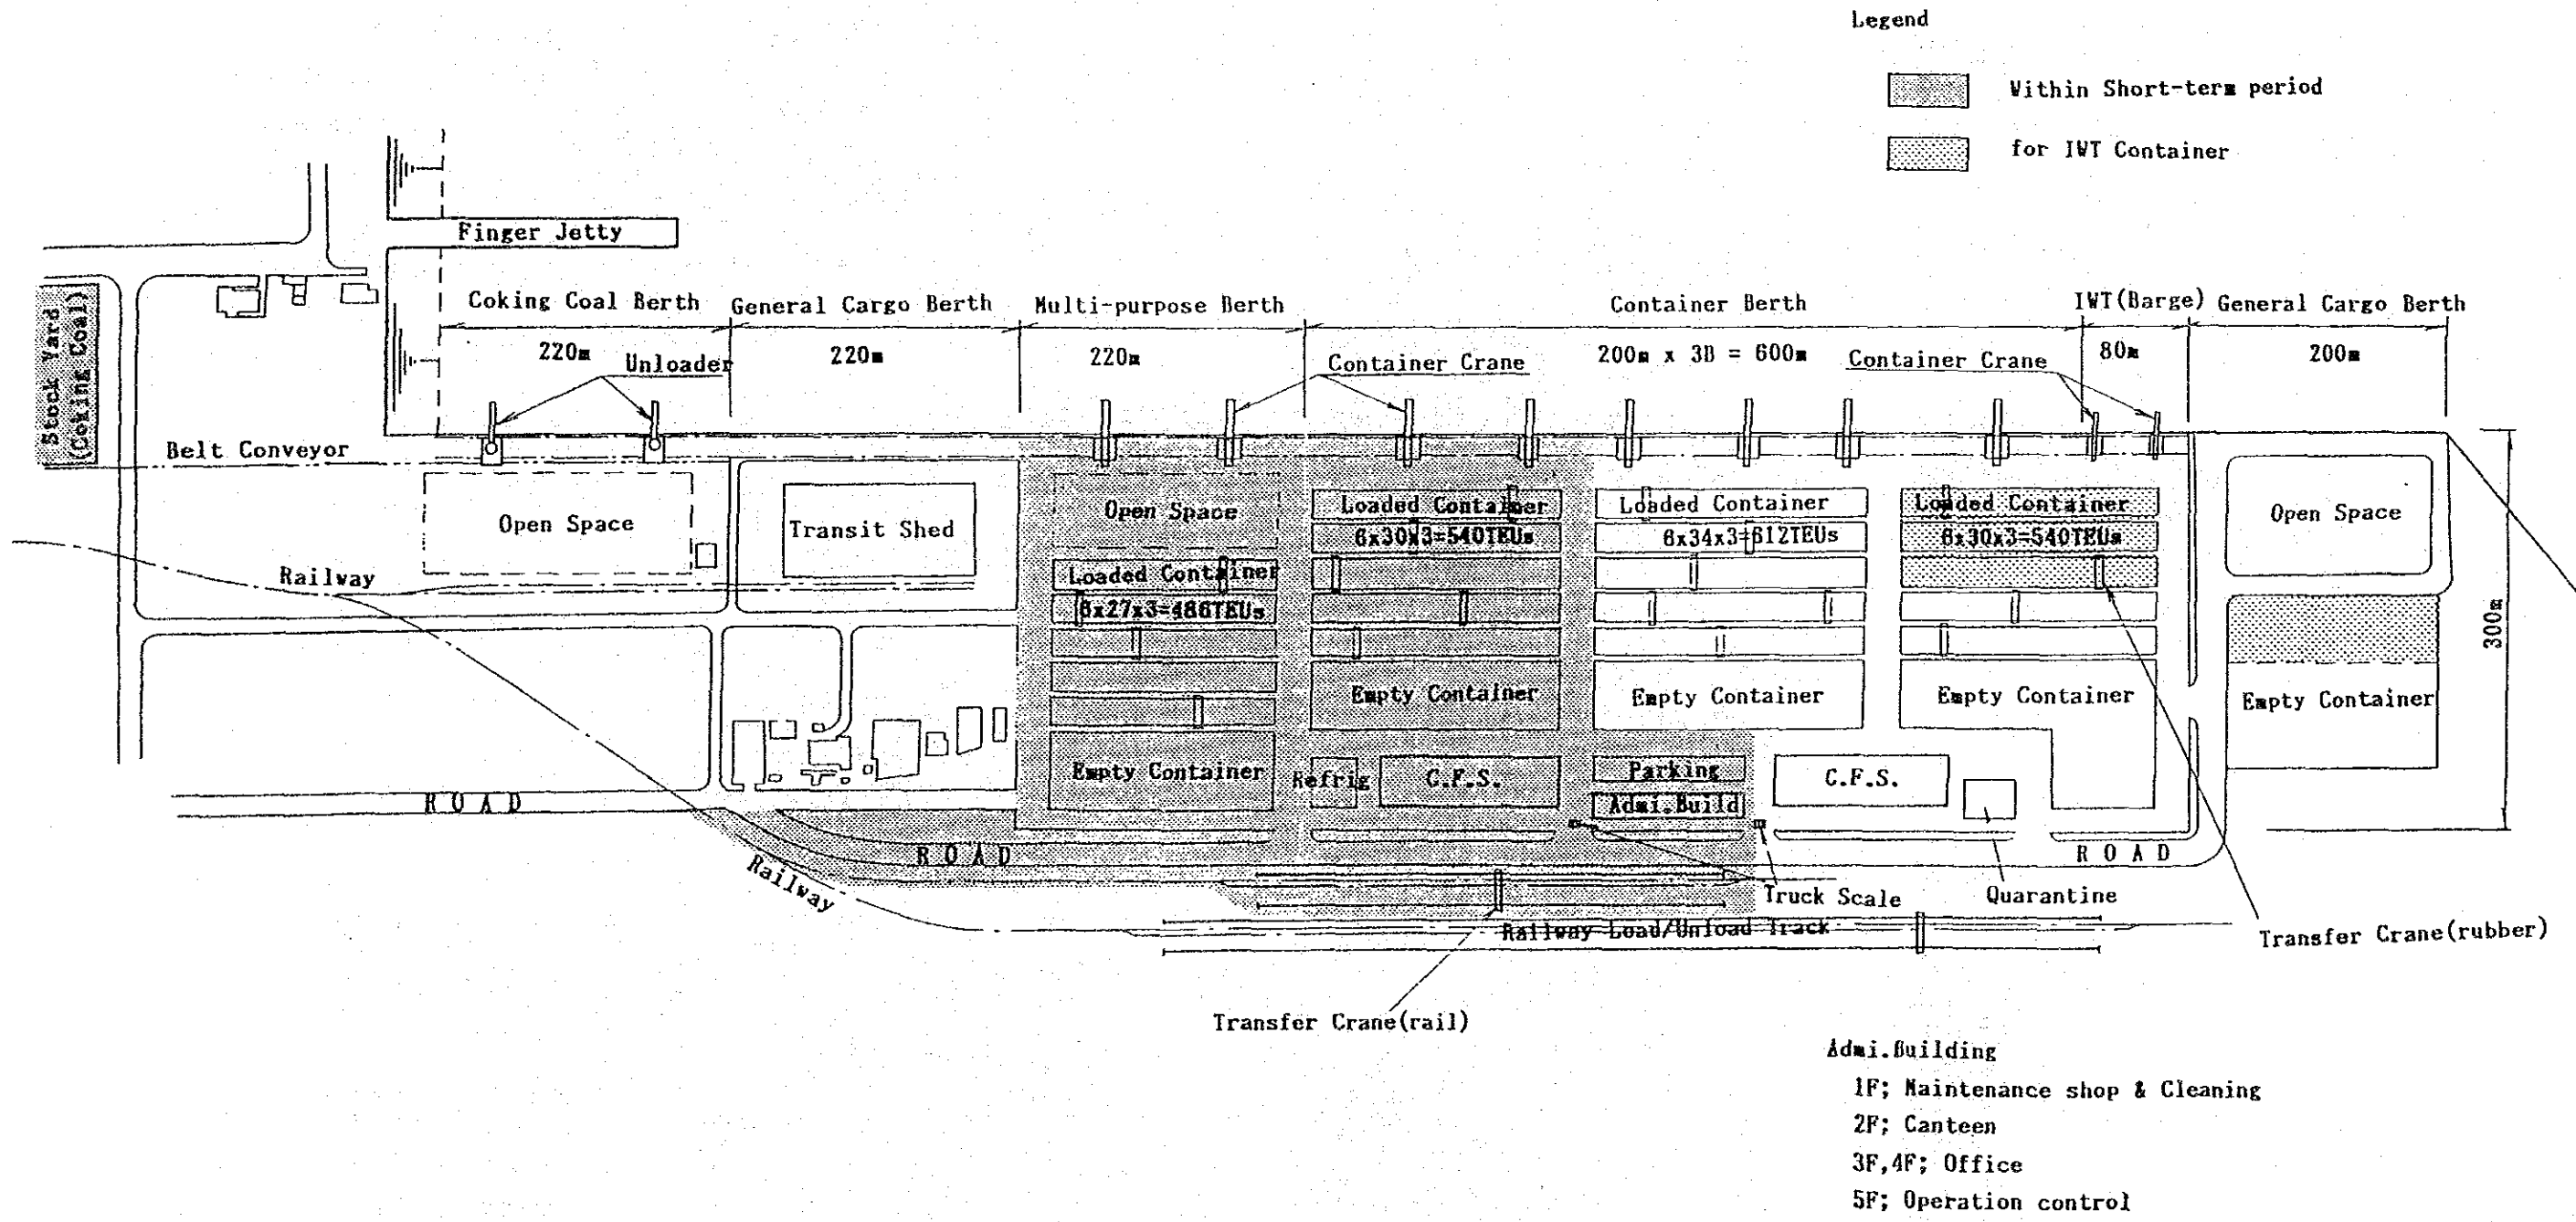 Legend
Within Short-term period
for IWT Container
Finger Jetty
Stock Yard
(Coking Coal)
Coking Coal Berth
General Cargo Berth
Multi-purpose Berth
Container Berth
IWT(Barge)
General Cargo Berth
220m
Unloader
220m
220m
Container Crane
200m x 3B = 600m
Container Crane
80m
200m
Belt Conveyor
Open Space
Transit Shed
Open Space
Loaded Container
6x30x3=540TEUs
Loaded Container
6x34x3=612TEUs
Loaded Container
6x30x3=540TEUs
Open Space
Railway
Loaded Container
6x27x3=486TEUs
300m
Empty Container
Empty Container
Empty Container
Empty Container
Empty Container
Refrig
C.F.S.
Parking
Admi.Build
C.F.S.
ROAD
ROAD
ROAD
Railway
Truck Scale
Quarantine
Railway Load/Unload Track
Transfer Crane(rubber)
Transfer Crane(rail)
Admi.Building
1F; Maintenance shop & Cleaning
2F; Canteen
3F,4F; Office
5F; Operation control